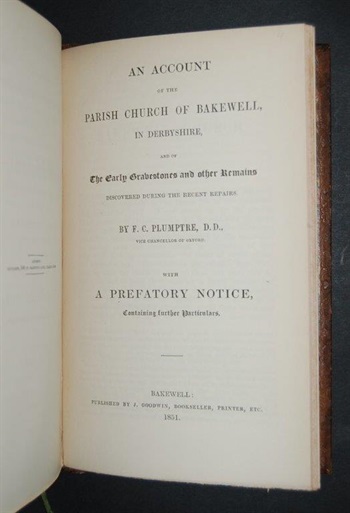 AN ACCOUNT
OF THE
PARISH CHURCH OF BAKEWELL,
IN DERBYSHIRE,
AND OF
The Early Gravestones and other Remains
DISCOVERED DURING THE RECENT REPAIRS.
BY F. C. PLUMPTRE, D.D.,
VICE-CHANCELLOR OF OXFORD.
WITH
A PREFATORY NOTICE,
Containing further Particulars.
BAKEWELL:
PUBLISHED BY J. GOODWIN, BOOKSELLER, PRINTER, ETC.
1851.